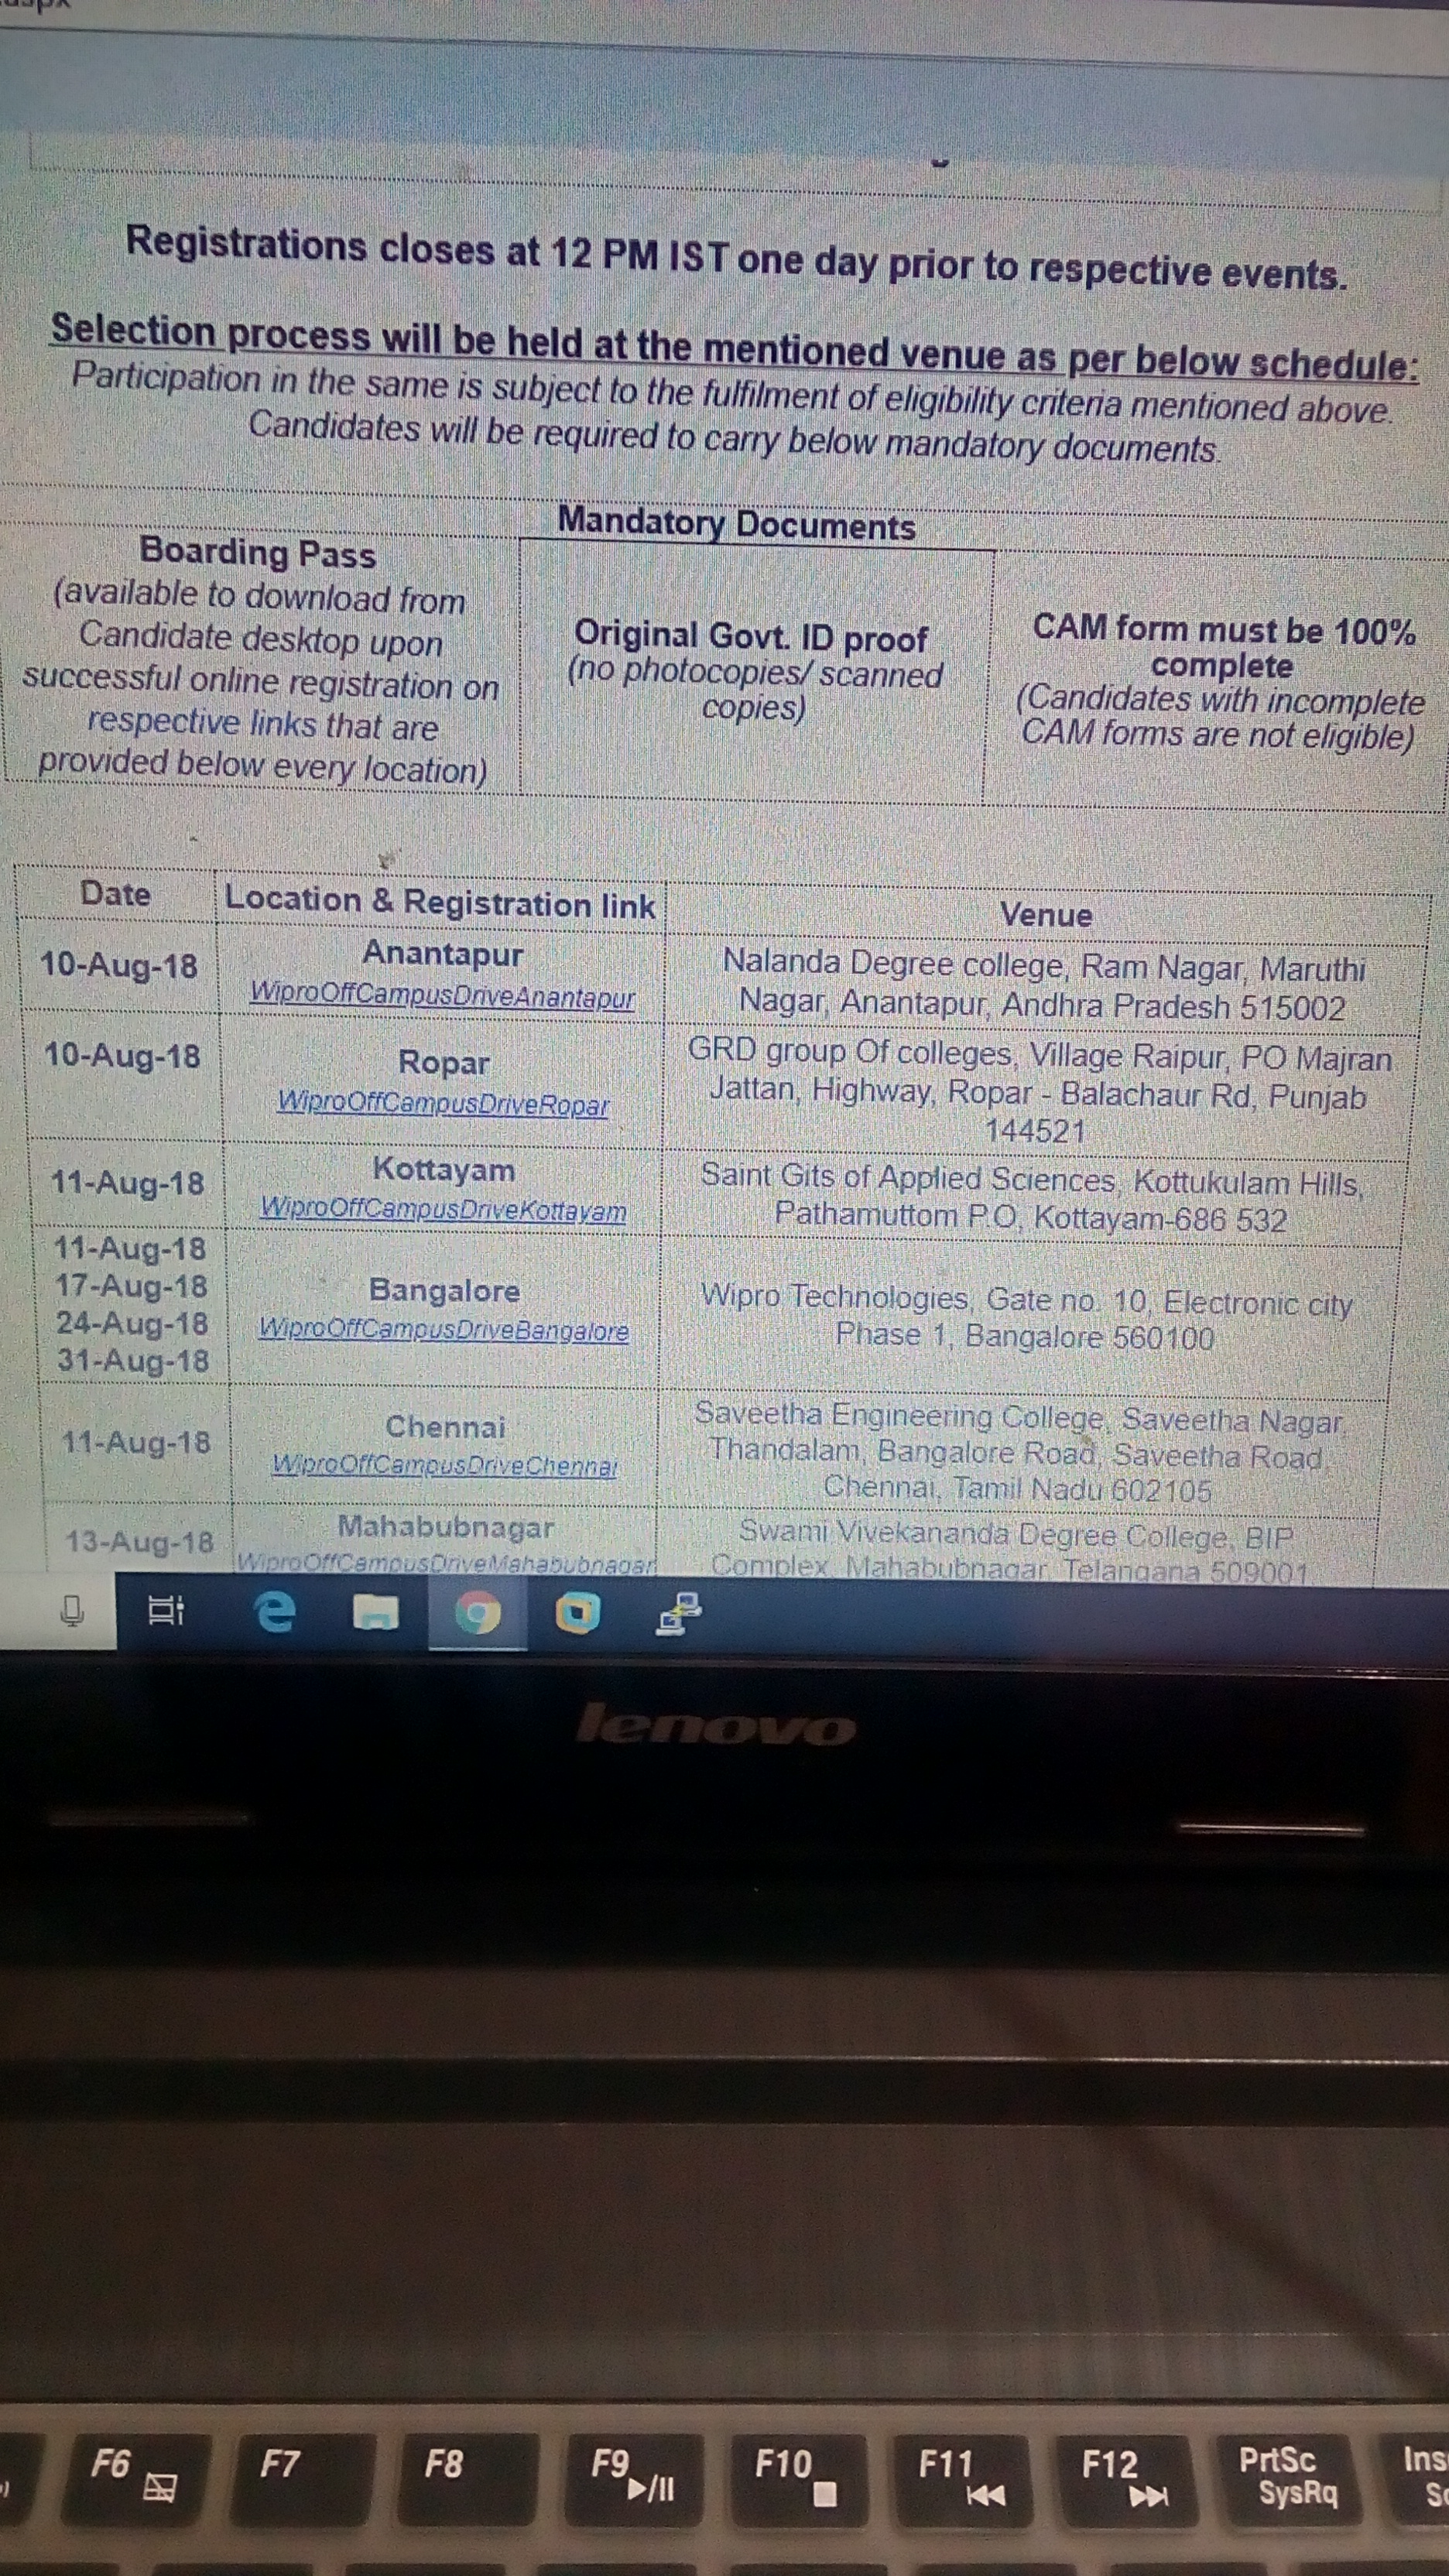 Registrations closes at 12 PM IST one day prior to respective events.
Selection process will be held at the mentioned venue as per below schedule:
Participation in the same is subject to the fulfilment of eligibility criteria mentioned above.
Candidates will be required to carry below mandatory documents.
Mandatory Documents
Boarding Pass
(available to download from
Candidate desktop upon
successful online registration on
respective links that are
provided below every location)
Original Govt. ID proof
(no photocopies/ scanned
copies)
CAM form must be 100%
complete
(Candidates with incomplete
CAM forms are not eligible)
Date
Location & Registration link
Venue
10-Aug-18
Anantapur
WiproOffCampusDriveAnantapur
Nalanda Degree college, Ram Nagar, Maruthi
Nagar, Anantapur, Andhra Pradesh 515002
10-Aug-18
Ropar
WiproOffCampusDriveRopar
GRD group Of colleges, Village Raipur, PO Majran
Jattan, Highway, Ropar - Balachaur Rd, Punjab
144521
11-Aug-18
Kottayam
WiproOffCampusDriveKottayam
Saint Gits of Applied Sciences, Kottukulam Hills,
Pathamuttom P.O, Kottayam-686 532
11-Aug-18
17-Aug-18
24-Aug-18
31-Aug-18
Bangalore
WiproOffCampusDriveBangalore
Wipro Technologies, Gate no. 10, Electronic city
Phase 1, Bangalore 560100
11-Aug-18
Chennai
WiproOffCampusDriveChennai
Saveetha Engineering College, Saveetha Nagar,
Thandalam, Bangalore Road, Saveetha Road,
Chennai, Tamil Nadu 602105
13-Aug-18
Mahabubnagar
WiproOffCampusDriveMahabubnagar
Swami Vivekananda Degree College, BIP
Complex, Mahabubnagar, Telangana 509001
lenovo
F6
F7
F8
F9
F10
F11
F12
PrtSc
SysRq
Ins